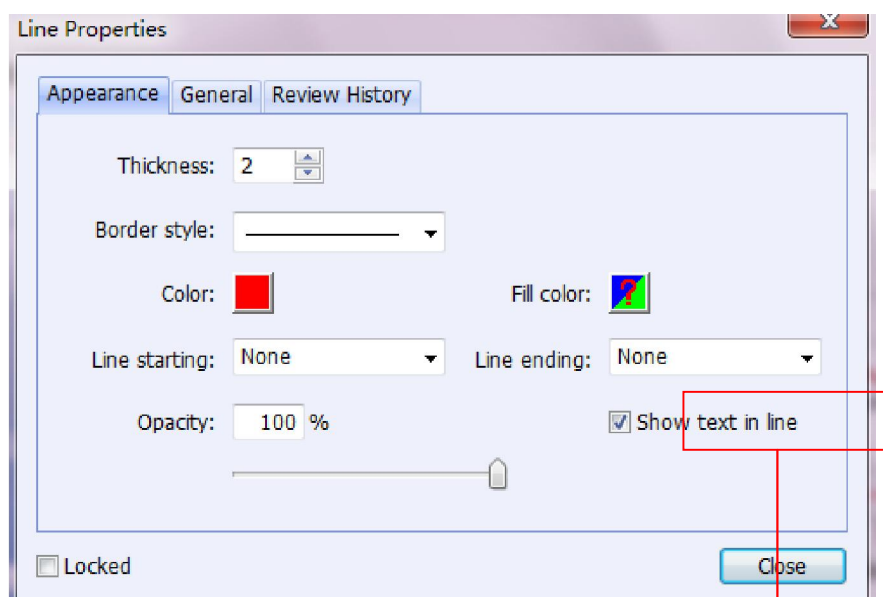 Line Properties
Appearance General Review History
Thickness: 2
Border style:
Color: Fill color: ?
Line starting: None Line ending: None
Opacity: 100 % Show text in line
Locked Close